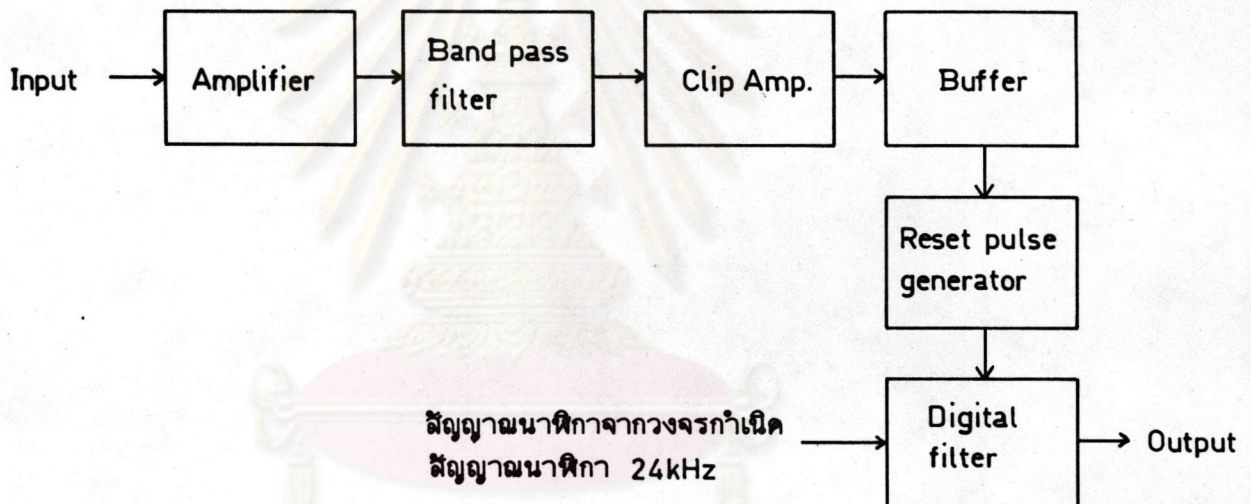 Input
Amplifier
Band pass
filter
Clip Amp.
Buffer
Reset pulse
generator
สัญญาณนาฬิกาจากวงจรกำเนิด
สัญญาณนาฬิกา 24kHz
Digital
filter
Output